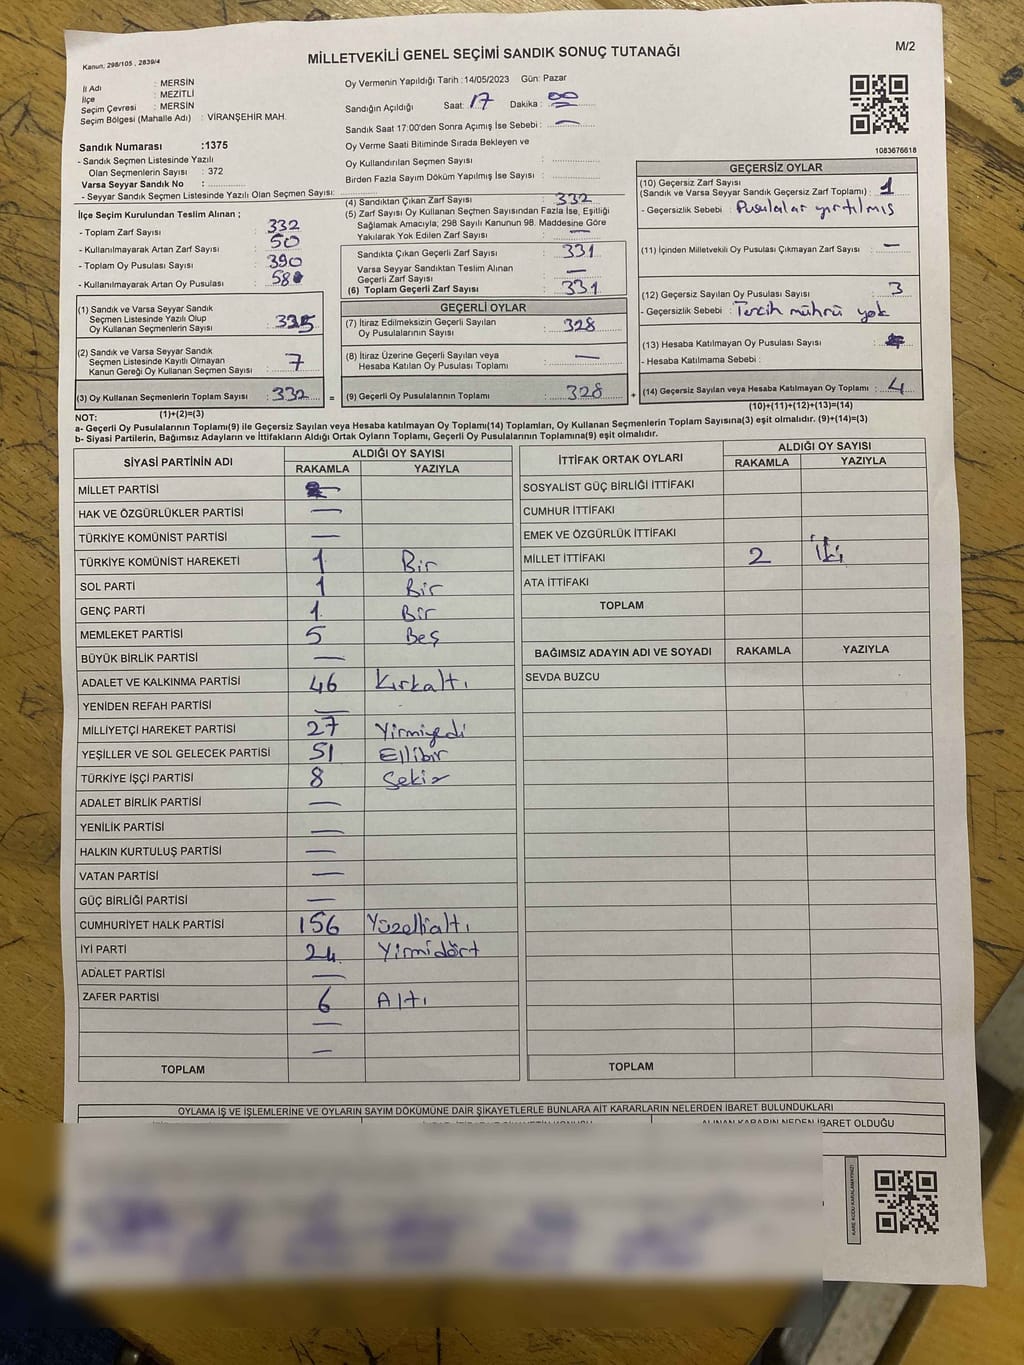 Kanun: 298/105 , 2839/4
MİLLETVEKİLİ GENEL SEÇİMİ SANDIK SONUÇ TUTANAĞI
M/2
İl Adı : MERSİN
İlçe : MEZİTLİ
Seçim Çevresi : MERSİN
Seçim Bölgesi (Mahalle Adı) : VİRANŞEHİR MAH.
Sandık Numarası :1375
- Sandık Seçmen Listesinde Yazılı
Olan Seçmenlerin Sayısı : 372
Varsa Seyyar Sandık No :
- Seyyar Sandık Seçmen Listesinde Yazılı Olan Seçmen Sayısı:
Oy Vermenin Yapıldığı Tarih :14/05/2023 Gün: Pazar
Sandığın Açıldığı Saat: 17 Dakika : 00
Sandık Saat 17:00'den Sonra Açımış İse Sebebi : —
Oy Verme Saati Bitiminde Sırada Bekleyen ve
Oy Kullandırılan Seçmen Sayısı :
Birden Fazla Sayım Döküm Yapılmış İse Sayısı :
1083676618
İlçe Seçim Kurulundan Teslim Alınan ;
- Toplam Zarf Sayısı : 332
- Kullanılmayarak Artan Zarf Sayısı : 50
- Toplam Oy Pusulası Sayısı : 390
- Kullanılmayarak Artan Oy Pusulası : 58
(1) Sandık ve Varsa Seyyar Sandık
Seçmen Listesinde Yazılı Olup
Oy Kullanan Seçmenlerin Sayısı : 325
(2) Sandık ve Varsa Seyyar Sandık
Seçmen Listesinde Kayıtlı Olmayan
Kanun Gereği Oy Kullanan Seçmen Sayısı : 7
(3) Oy Kullanan Seçmenlerin Toplam Sayısı : 332 =
(1)+(2)=(3)
(4) Sandıktan Çıkan Zarf Sayısı : 332
(5) Zarf Sayısı Oy Kullanan Seçmen Sayısından Fazla İse, Eşitliği
Sağlamak Amacıyla, 298 Sayılı Kanunun 98. Maddesine Göre
Yakılarak Yok Edilen Zarf Sayısı : —
Sandıkta Çıkan Geçerli Zarf Sayısı : 331
Varsa Seyyar Sandıktan Teslim Alınan
Geçerli Zarf Sayısı : —
(6) Toplam Geçerli Zarf Sayısı : 331
GEÇERLİ OYLAR
(7) İtiraz Edilmeksizin Geçerli Sayılan
Oy Pusulalarının Sayısı : 328
(8) İtiraz Üzerine Geçerli Sayılan veya
Hesaba Katılan Oy Pusulası Toplamı : —
(9) Geçerli Oy Pusulalarının Toplamı : 328 +
GEÇERSİZ OYLAR
(10) Geçersiz Zarf Sayısı
(Sandık ve Varsa Seyyar Sandık Geçersiz Zarf Toplamı) : 1
- Geçersizlik Sebebi : Pusulalar yırtılmış
(11) İçinden Milletvekili Oy Pusulası Çıkmayan Zarf Sayısı : —
(12) Geçersiz Sayılan Oy Pusulası Sayısı : 3
- Geçersizlik Sebebi : Tercih mührü yok
(13) Hesaba Katılmayan Oy Pusulası Sayısı :
- Hesaba Katılmama Sebebi :
(14) Geçersiz Sayılan veya Hesaba Katılmayan Oy Toplamı : 4
(10)+(11)+(12)+(13)=(14)
NOT:
a- Geçerli Oy Pusulalarının Toplamı(9) ile Geçersiz Sayılan veya Hesaba katılmayan Oy Toplamı(14) Toplamları, Oy Kullanan Seçmenlerin Toplam Sayısına(3) eşit olmalıdır. (9)+(14)=(3)
b- Siyasi Partilerin, Bağımsız Adayların ve İttifakların Aldığı Ortak Oyların Toplamı, Geçerli Oy Pusulalarının Toplamına(9) eşit olmalıdır.
SİYASİ PARTİNİN ADI ALDIĞI OY SAYISI
RAKAMLA YAZIYLA
MİLLET PARTİSİ —
HAK VE ÖZGÜRLÜKLER PARTİSİ —
TÜRKİYE KOMÜNİST PARTİSİ —
TÜRKİYE KOMÜNİST HAREKETİ 1 Bir
SOL PARTİ 1 Bir
GENÇ PARTİ 1 Bir
MEMLEKET PARTİSİ 5 Beş
BÜYÜK BİRLİK PARTİSİ —
ADALET VE KALKINMA PARTİSİ 46 Kırkaltı
YENİDEN REFAH PARTİSİ —
MİLLİYETÇİ HAREKET PARTİSİ 27 Yirmiyedi
YEŞİLLER VE SOL GELECEK PARTİSİ 51 Ellibir
TÜRKİYE İŞÇİ PARTİSİ 8 Sekiz
ADALET BİRLİK PARTİSİ —
YENİLİK PARTİSİ —
HALKIN KURTULUŞ PARTİSİ —
VATAN PARTİSİ —
GÜÇ BİRLİĞİ PARTİSİ —
CUMHURİYET HALK PARTİSİ 156 Yüzellialtı
İYİ PARTİ 24 Yirmidört
ADALET PARTİSİ —
ZAFER PARTİSİ 6 Altı
—
—
TOPLAM
İTTİFAK ORTAK OYLARI ALDIĞI OY SAYISI
RAKAMLA YAZIYLA
SOSYALİST GÜÇ BİRLİĞİ İTTİFAKI
CUMHUR İTTİFAKI
EMEK VE ÖZGÜRLÜK İTTİFAKI
MİLLET İTTİFAKI 2 İki
ATA İTTİFAKI
TOPLAM
BAĞIMSIZ ADAYIN ADI VE SOYADI RAKAMLA YAZIYLA
SEVDA BUZCU
TOPLAM
OYLAMA İŞ VE İŞLEMLERİNE VE OYLARIN SAYIM DÖKÜMÜNE DAİR ŞİKAYETLERLE BUNLARA AİT KARARLARIN NELERDEN İBARET BULUNDUKLARI
ALINAN KARARIN NEDEN İBARET OLDUĞU
KARE KODU KARALAMAYINIZ!